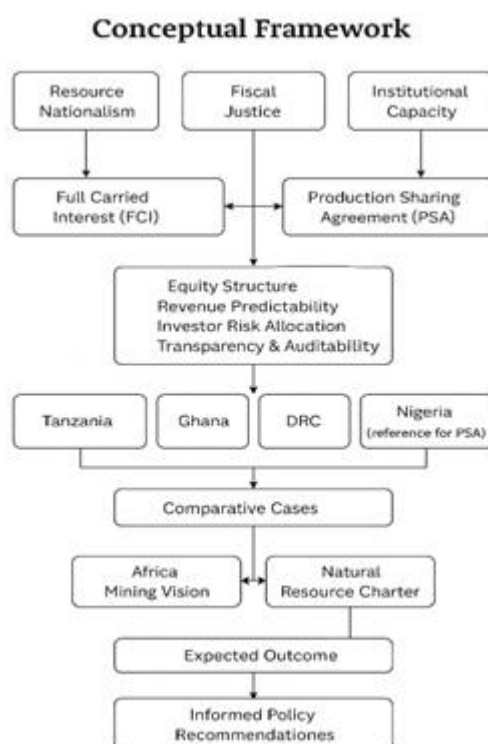 Conceptual Framework
Resource
Nationalism
Fiscal
Justice
Institutional
Capacity
Full Carried
Interest (FCI)
Production Sharing
Agreement (PSA)
Equity Structure
Revenue Predictability
Investor Risk Allocation
Transparency & Auditability
Tanzania
Ghana
DRC
Nigeria
(reference for PSA)
Comparative Cases
Africa
Mining Vision
Natural
Resource Charter
Expected Outcome
Informed Policy
Recommendationes